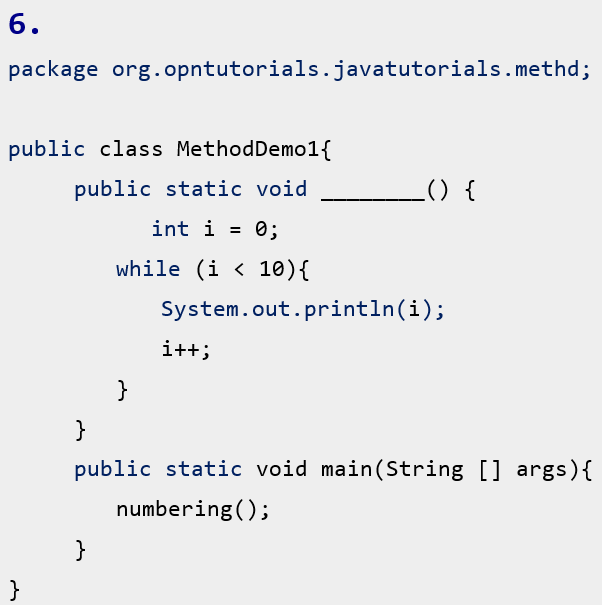 6.
package org.opntutorials.javatutorials.methd;
public class MethodDemo1{
public static void ________() {
int i = 0;
while (i < 10){
System.out.println(i);
i++;
}
}
public static void main(String [] args){
numbering();
}
}